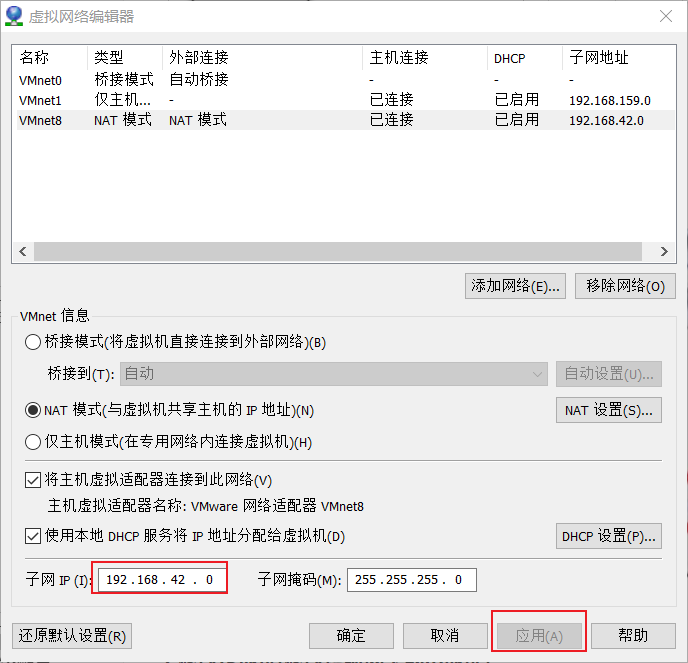 虚拟网络编辑器
名称 类型 外部连接 主机连接 DHCP 子网地址
VMnet0 桥接模式 自动桥接 - - -
VMnet1 仅主机... - 已连接 已启用 192.168.159.0
VMnet8 NAT 模式 NAT 模式 已连接 已启用 192.168.42.0
添加网络(E)... 移除网络(O)
VMnet 信息
桥接模式(将虚拟机直接连接到外部网络)(B)
桥接到(T): 自动 自动设置(U)...
NAT 模式(与虚拟机共享主机的 IP 地址)(N) NAT 设置(S)...
仅主机模式(在专用网络内连接虚拟机)(H)
将主机虚拟适配器连接到此网络(V)
主机虚拟适配器名称: VMware 网络适配器 VMnet8
使用本地 DHCP 服务将 IP 地址分配给虚拟机(D) DHCP 设置(P)...
子网 IP (I): 192.168. 42 . 0 子网掩码(M): 255.255.255. 0
还原默认设置(R) 确定 取消 应用(A) 帮助